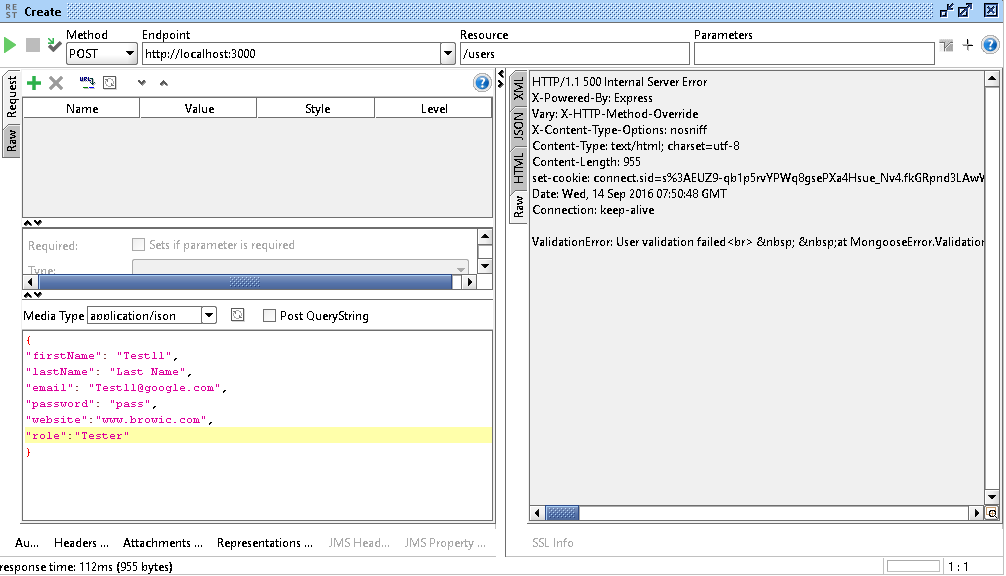 RE ST Create
Method Endpoint Resource Parameters
POST http://localhost:3000 /users
Request
Raw
Name Value Style Level
Required: Sets if parameter is required
Type:
Media Type application/json Post QueryString
{
"firstName": "Test11",
"lastName": "Last Name",
"email": "Test11@google.com",
"password": "pass",
"website":"www.browic.com",
"role":"Tester"
}
Au... Headers ... Attachments ... Representations ... JMS Head... JMS Property ...
XML
JSON
HTML
Raw
HTTP/1.1 500 Internal Server Error
X-Powered-By: Express
Vary: X-HTTP-Method-Override
X-Content-Type-Options: nosniff
Content-Type: text/html; charset=utf-8
Content-Length: 955
set-cookie: connect.sid=s%3AEUZ9-qb1p5rvYPWq8gsePXa4Hsue_Nv4.fkGRpnd3LAwV
Date: Wed, 14 Sep 2016 07:50:48 GMT
Connection: keep-alive
ValidationError: User validation failed<br> &nbsp; &nbsp;at MongooseError.Validation
SSL Info
response time: 112ms (955 bytes)
1 : 1